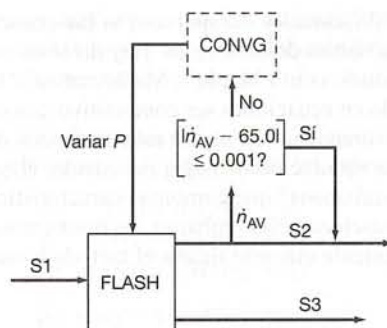 CONVG
No
|ṅAV – 65,0|
≤ 0.001?
Sí
Variar P
ṅAV
S1
S2
FLASH
S3